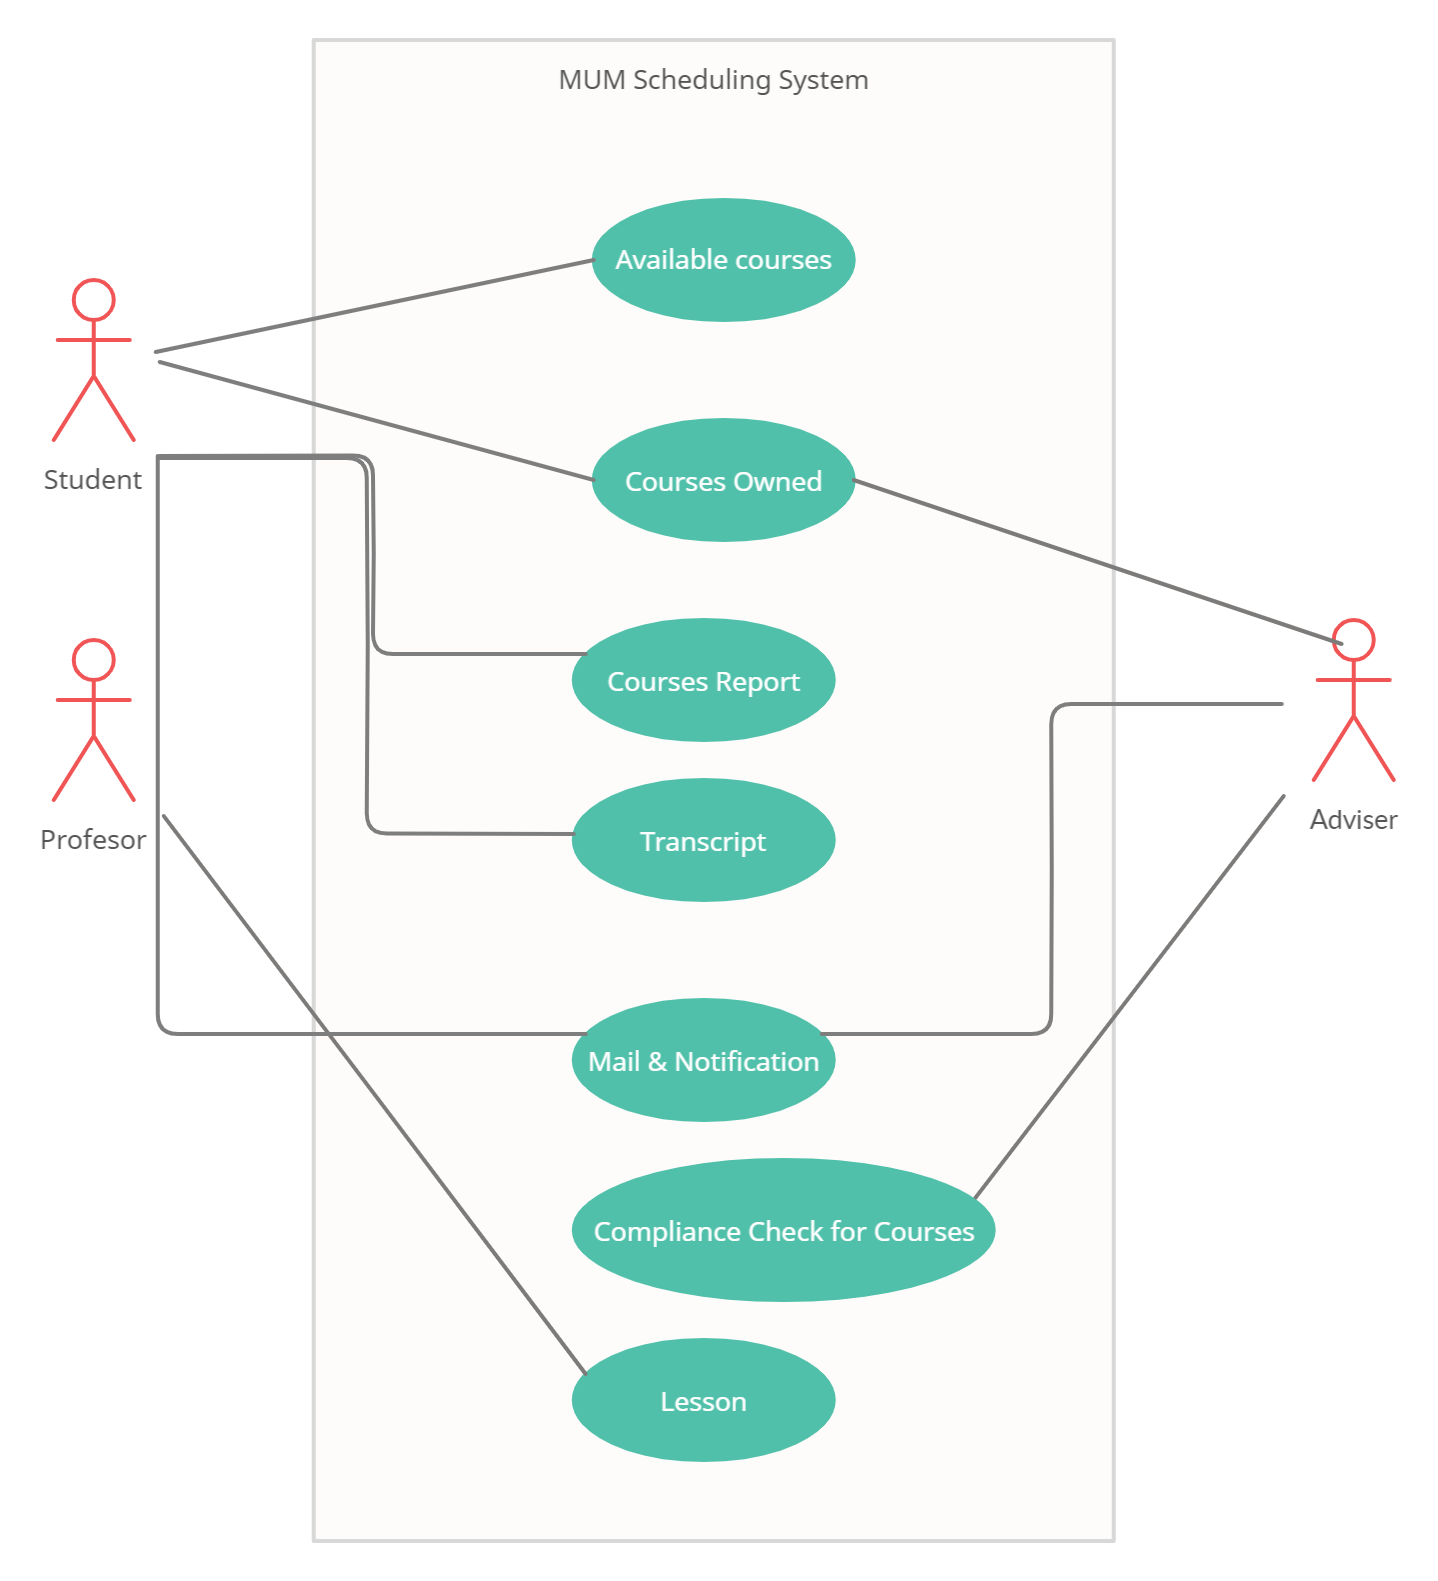 MUM Scheduling System
Available courses
Student
Courses Owned
Courses Report
Profesor
Transcript
Adviser
Mail & Notification
Compliance Check for Courses
Lesson